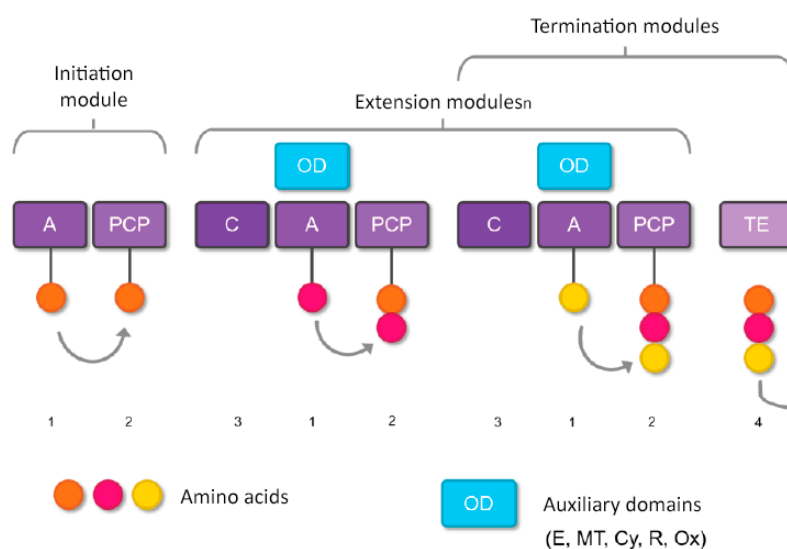 Termination modules
Initiation
module
Extension modulesn
OD OD
A PCP C A PCP C A PCP TE
1 2 3 1 2 3 1 2 4
Amino acids
OD
Auxiliary domains
(E, MT, Cy, R, Ox)